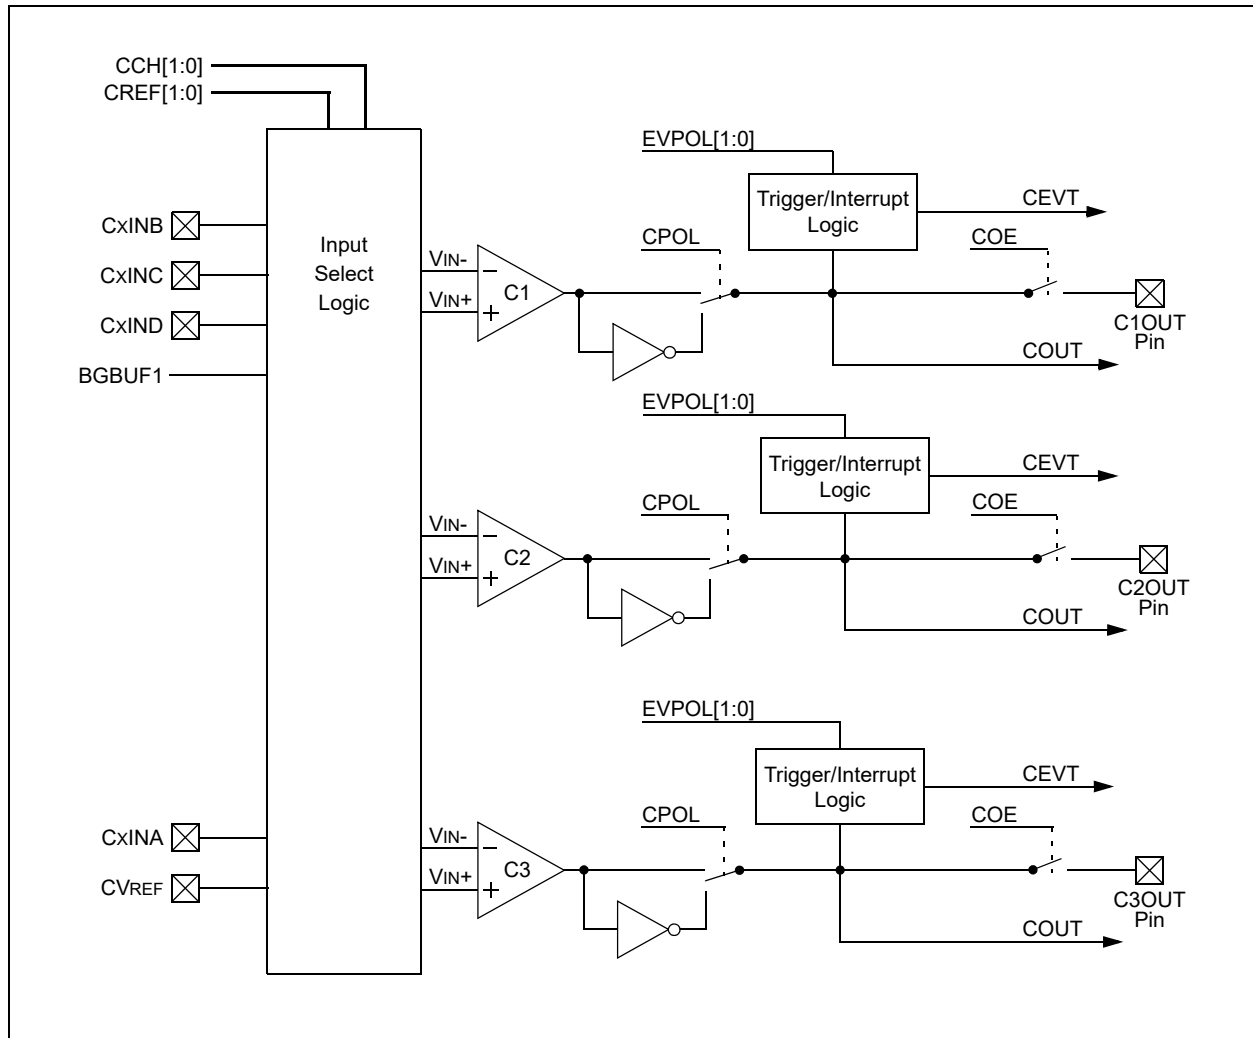 CCH[1:0]
CREF[1:0]
CxINB
CxINC
CxIND
BGBUF1
CxINA
CVREF
Input
Select
Logic
EVPOL[1:0]
Trigger/Interrupt
Logic
CEVT
CPOL
COE
VIN-
VIN+
C1
C1OUT
Pin
COUT
EVPOL[1:0]
Trigger/Interrupt
Logic
CEVT
CPOL
COE
VIN-
VIN+
C2
C2OUT
Pin
COUT
EVPOL[1:0]
Trigger/Interrupt
Logic
CEVT
CPOL
COE
VIN-
VIN+
C3
C3OUT
Pin
COUT